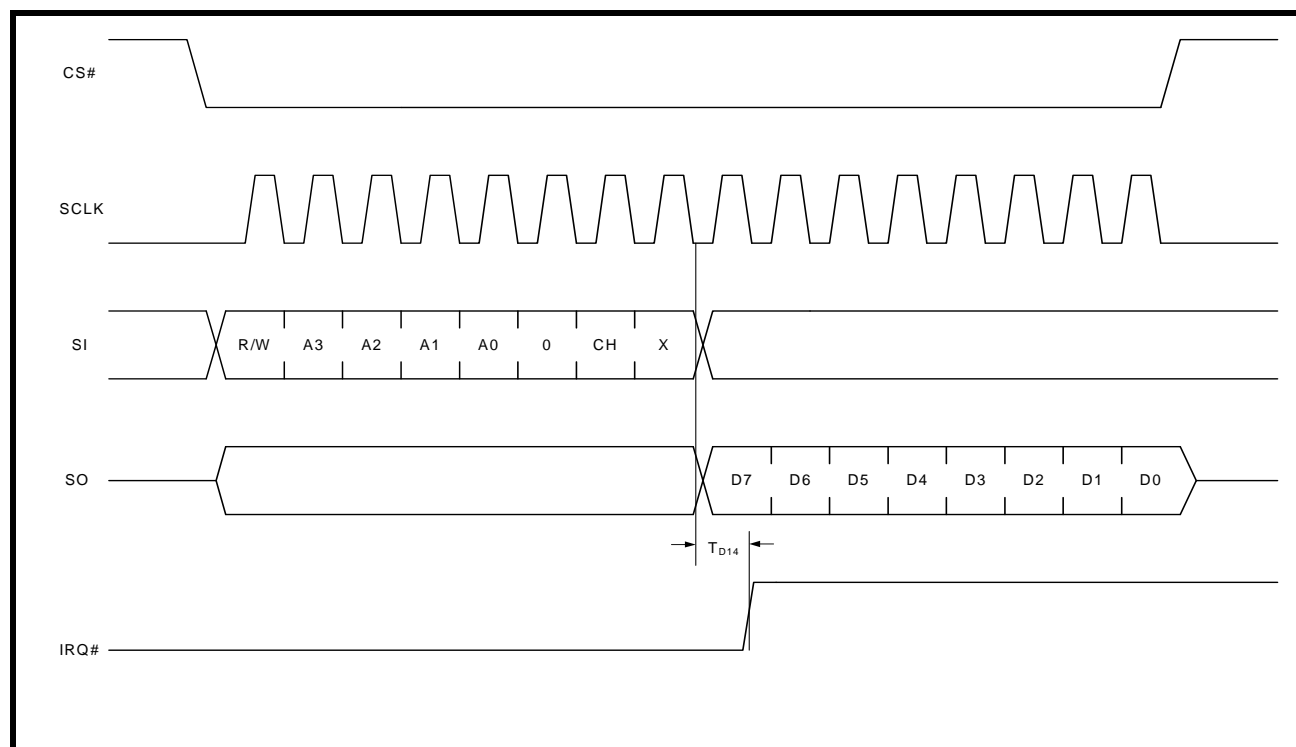 CS#
SCLK
SI R/W A3 A2 A1 A0 0 CH X
SO D7 D6 D5 D4 D3 D2 D1 D0
TD14
IRQ#